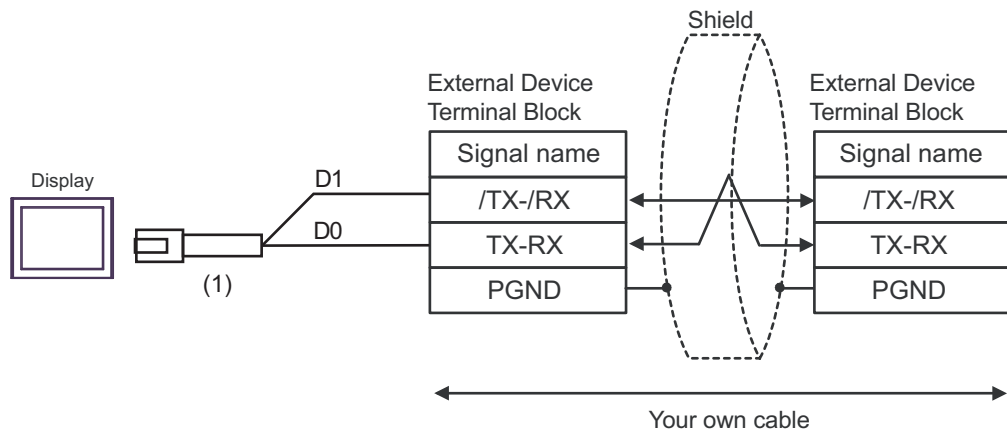 Shield
External Device
Terminal Block
External Device
Terminal Block
Signal name
Signal name
Display
D1
/TX-/RX
/TX-/RX
D0
TX-RX
TX-RX
(1)
PGND
PGND
Your own cable